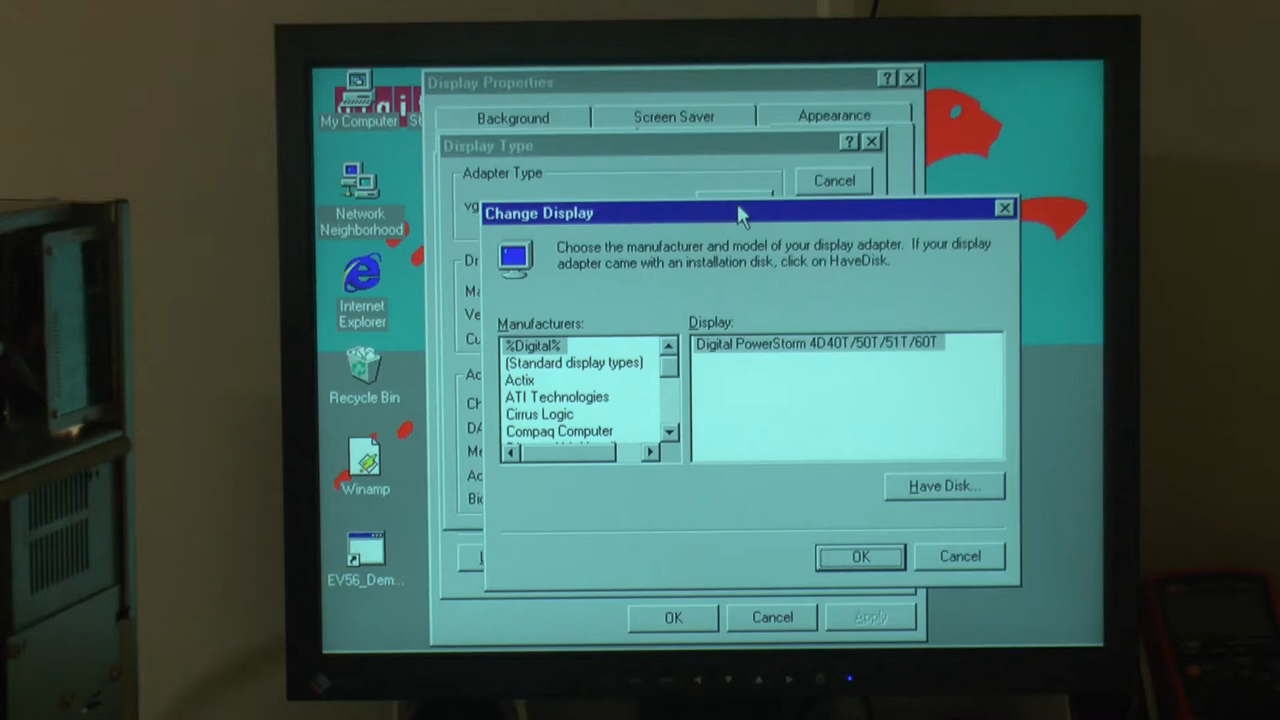 Display Properties
Background
Screen Saver
Appearance
My Computer
Display Type
Adapter Type
Cancel
Change Display
Network
Neighborhood
Choose the manufacturer and model of your display adapter. If your display
adapter came with an installation disk, click on HaveDisk.
Internet
Explorer
Manufacturers:
Display:
%Digital%
(Standard display types)
Actix
ATI Technologies
Cirrus Logic
Compaq Computer
Digital PowerStorm 4D40T/50T/51T/60T
Recycle Bin
Have Disk...
Winamp
OK
Cancel
EV56_Dem...
OK
Cancel
Apply